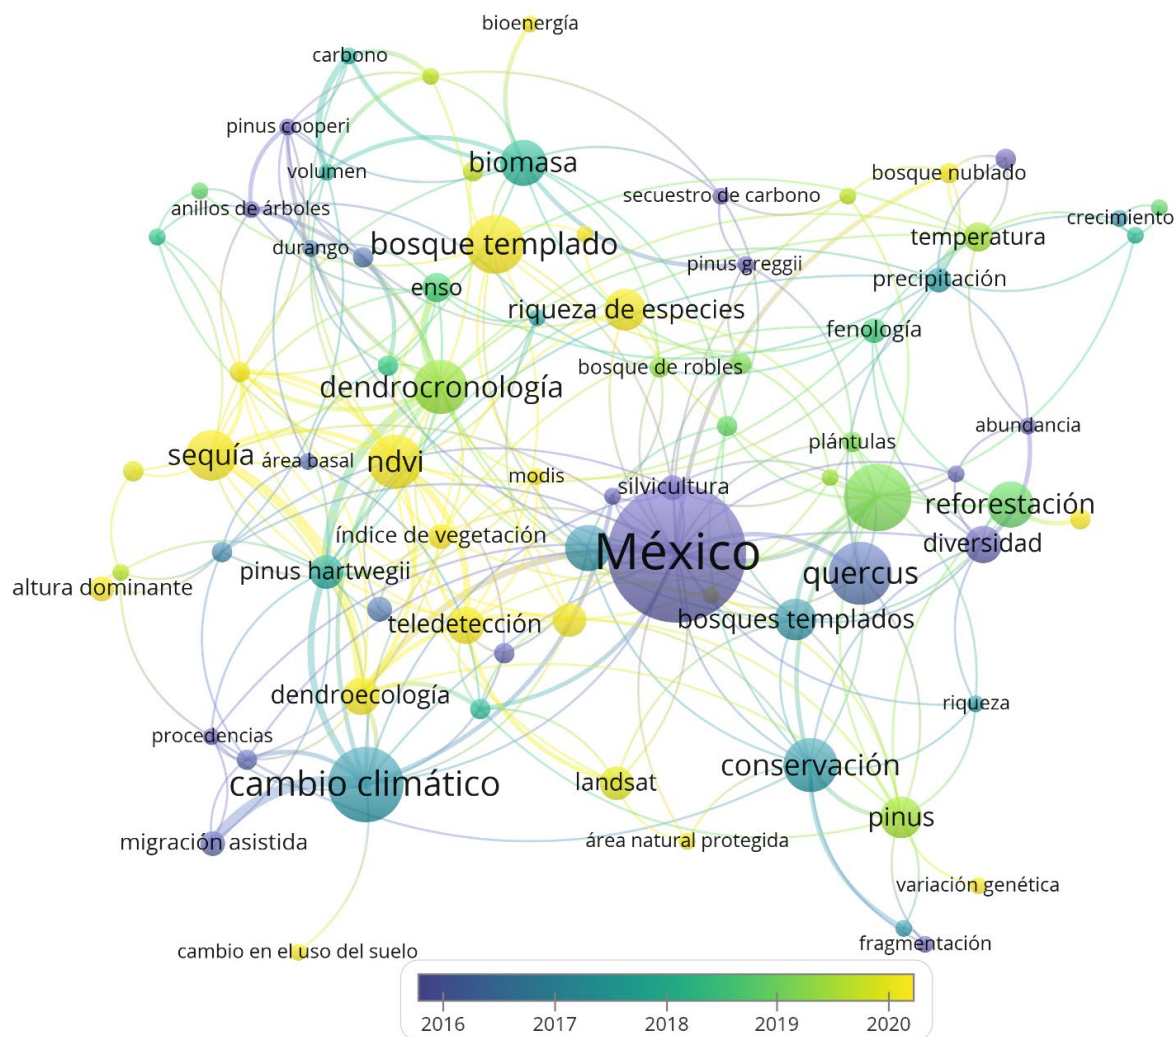 bioenergía
carbono
pinus cooperi
biomasa
volumen
bosque nublado
secuestro de carbono
anillos de árboles
crecimiento
temperatura
durango
bosque templado
pinus greggii
precipitación
enso
riqueza de especies
fenología
bosque de robles
dendrocronología
abundancia
plántulas
sequía
área basal
ndvi
modis
silvicultura
reforestación
índice de vegetación
diversidad
México
pinus hartwegii
quercus
altura dominante
teledetección
bosques templados
dendroecología
riqueza
procedencias
conservación
cambio climático
landsat
pinus
migración asistida
área natural protegida
variación genética
fragmentación
cambio en el uso del suelo
2016 2017 2018 2019 2020